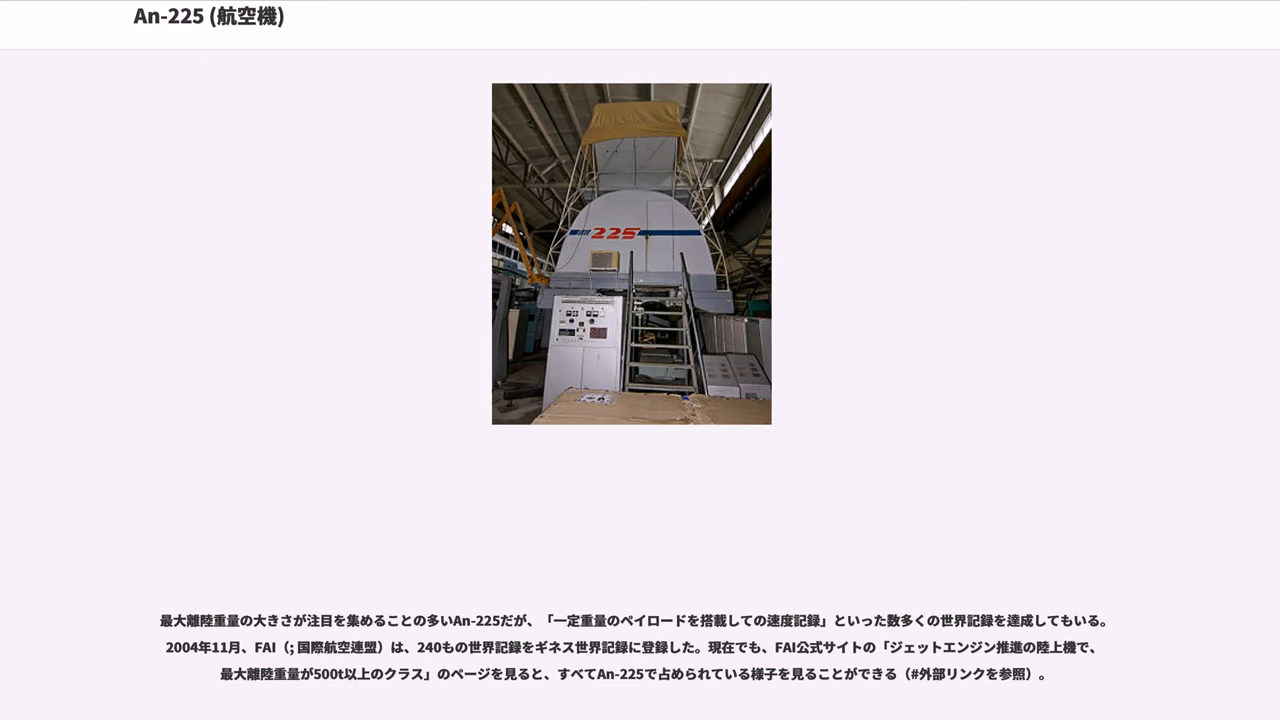 An-225 (航空機)
225
最大離陸重量の大きさが注目を集めることの多いAn-225だが、「一定重量のペイロードを搭載しての速度記録」といった数多くの世界記録を達成してもいる。
2004年11月、FAI（; 国際航空連盟）は、240もの世界記録をギネス世界記録に登録した。現在でも、FAI公式サイトの「ジェットエンジン推進の陸上機で、
最大離陸重量が500t以上のクラス」のページを見ると、すべてAn-225で占められている様子を見ることができる（#外部リンクを参照）。